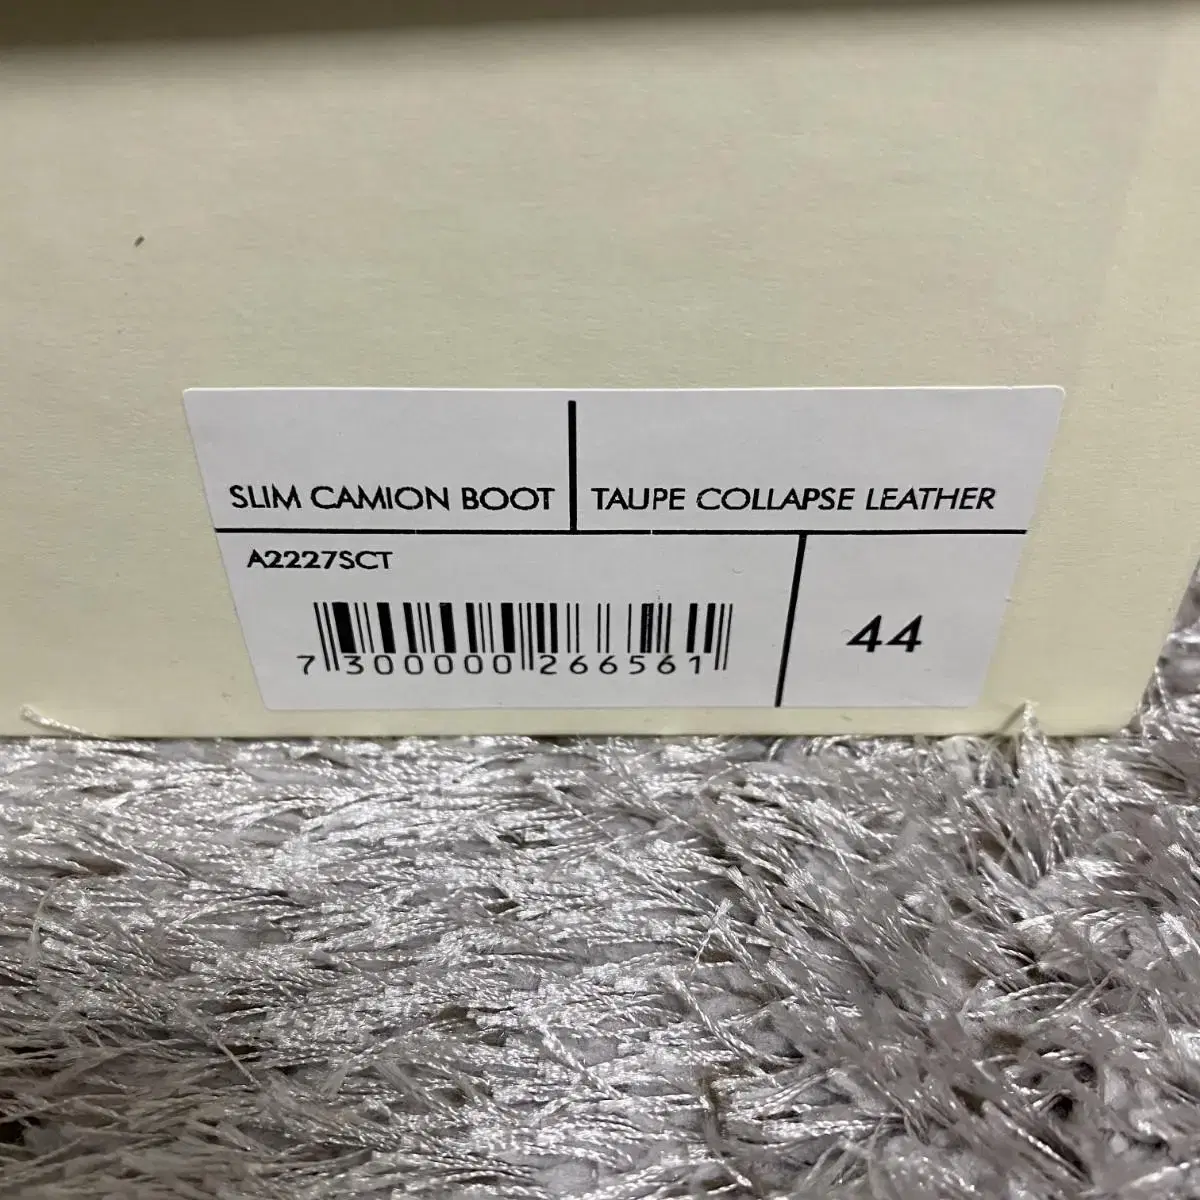 SLIM CAMION BOOT
TAUPE COLLAPSE LEATHER
A2227SCT
7 300000 266561
44